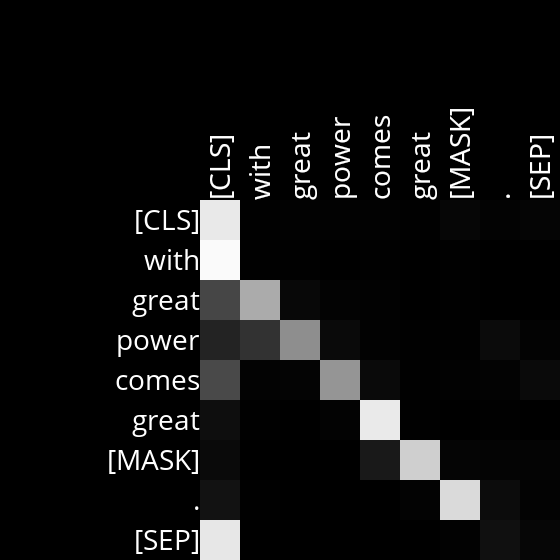 [CLS] with great power comes great [MASK] . [SEP]
[CLS]
with
great
power
comes
great
[MASK]
.
[SEP]